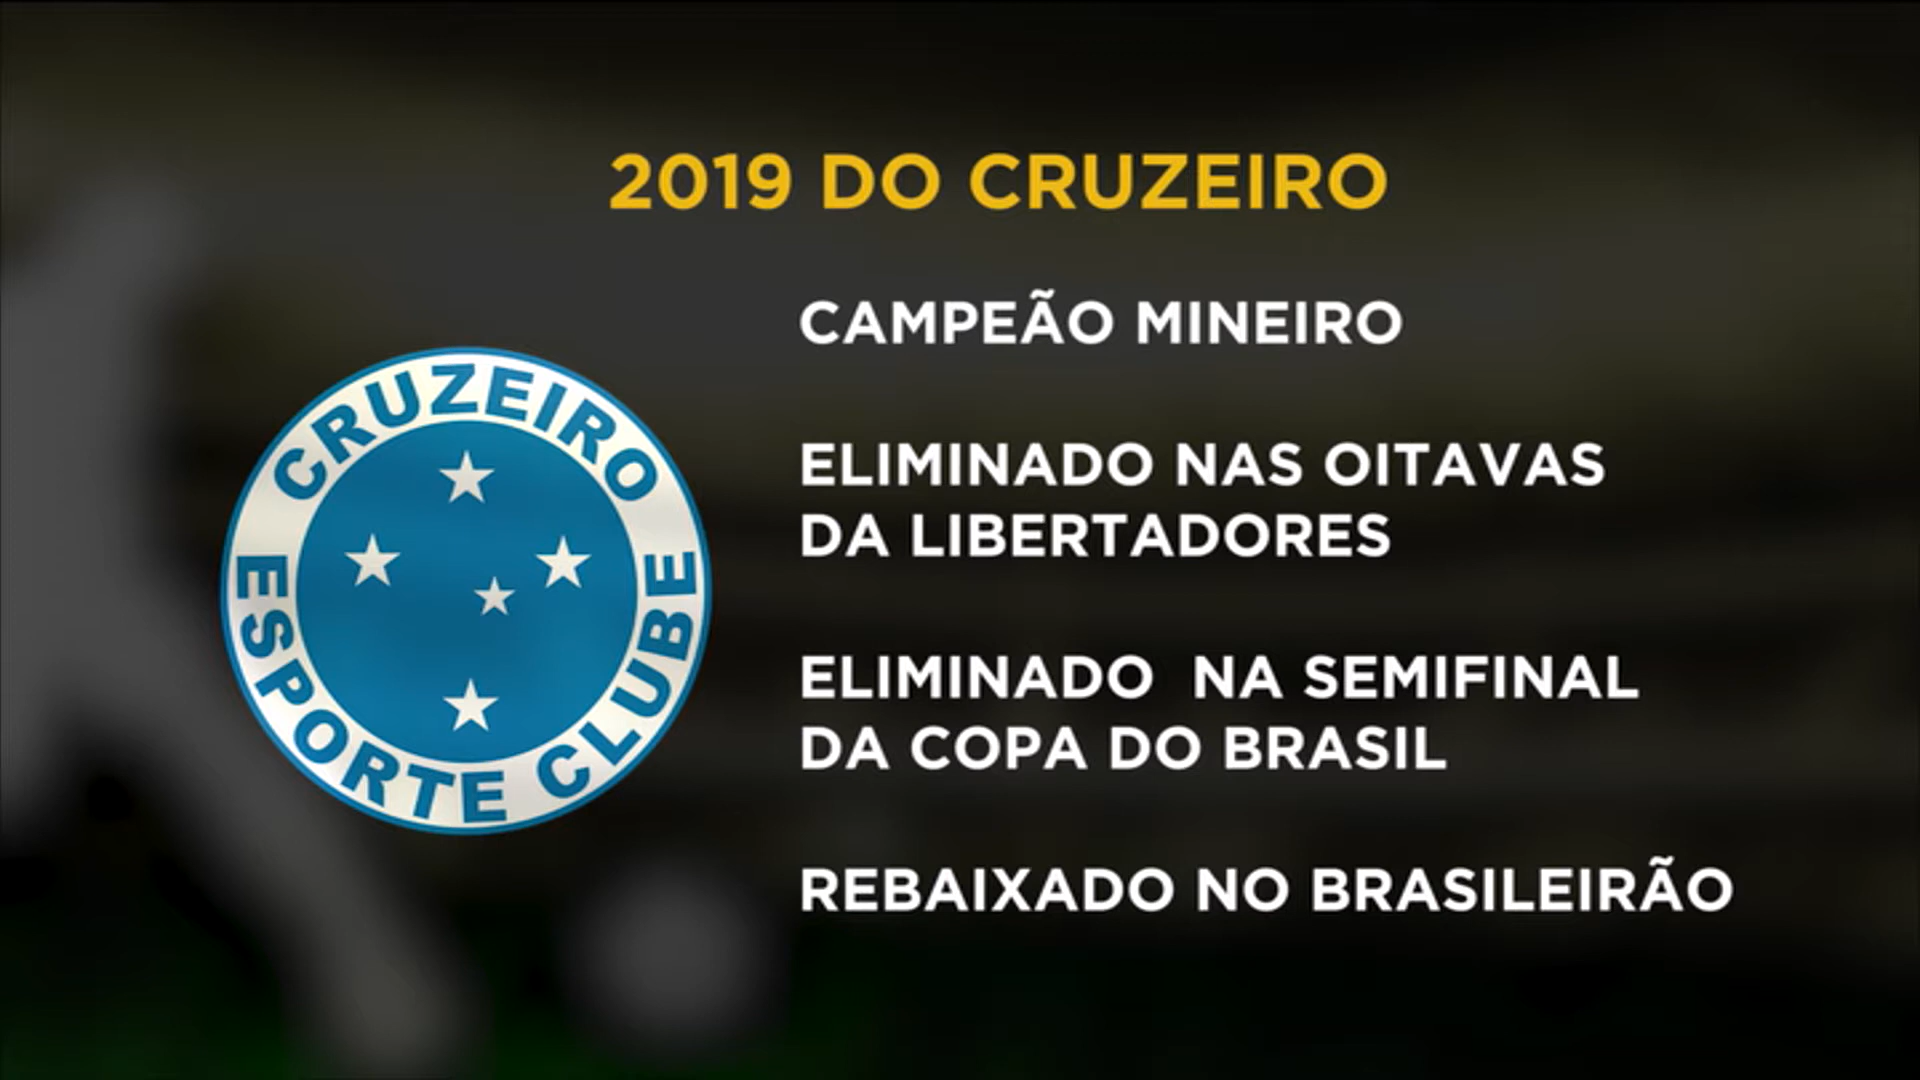 2019 DO CRUZEIRO
CAMPEÃO MINEIRO
ELIMINADO NAS OITAVAS
DA LIBERTADORES
ELIMINADO  NA SEMIFINAL
DA COPA DO BRASIL
REBAIXADO NO BRASILEIRÃO
CRUZEIRO
ESPORTE CLUBE